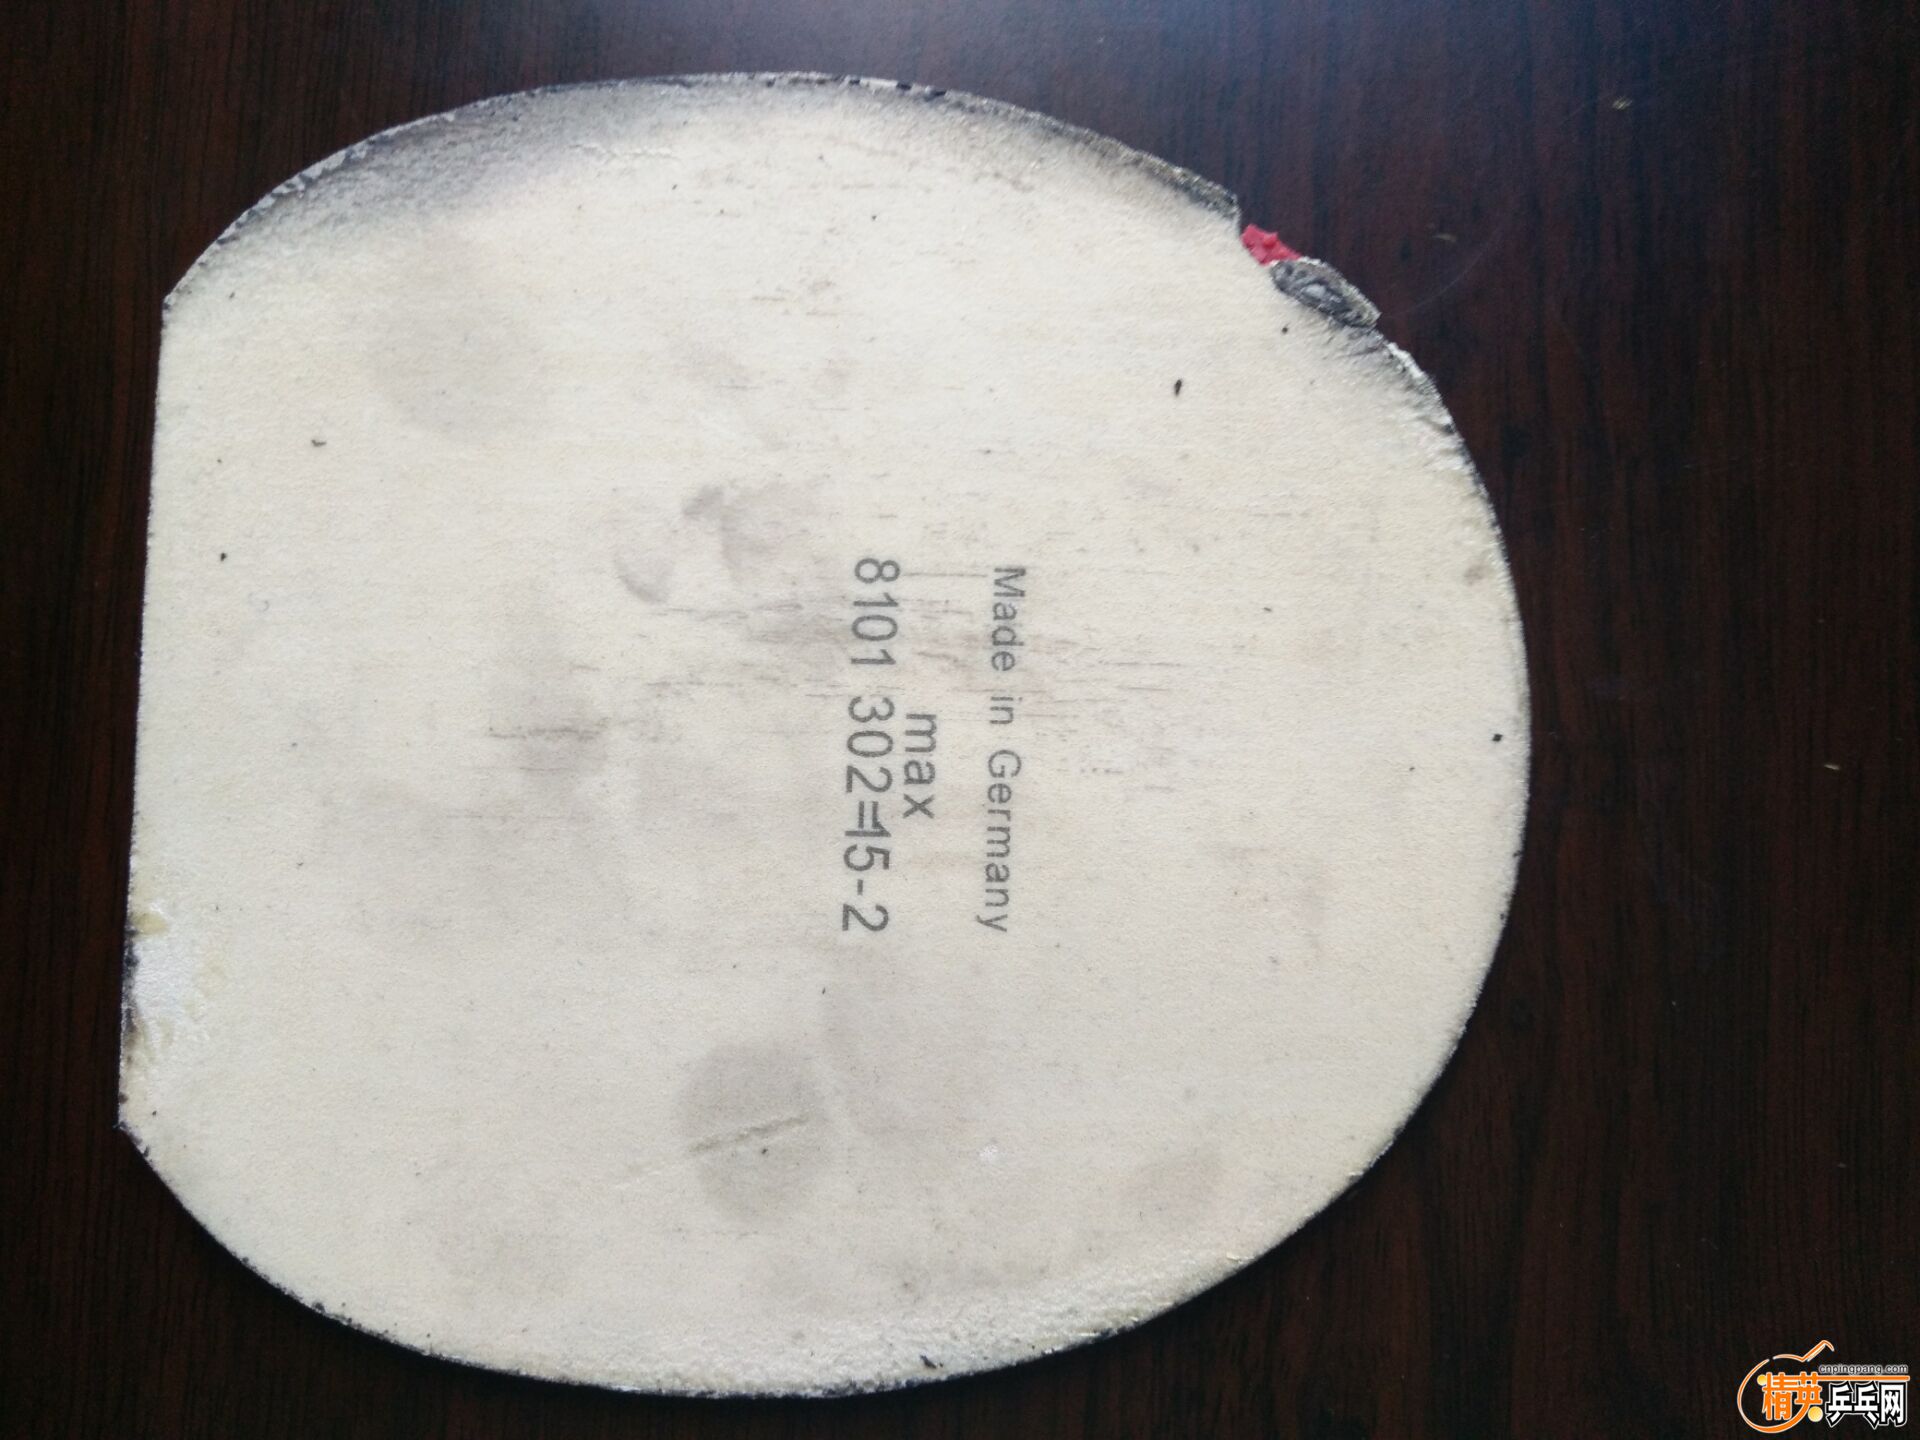 Made in Germany
max
8101 302=15-2
cnpingpang.com
精英乒乓网